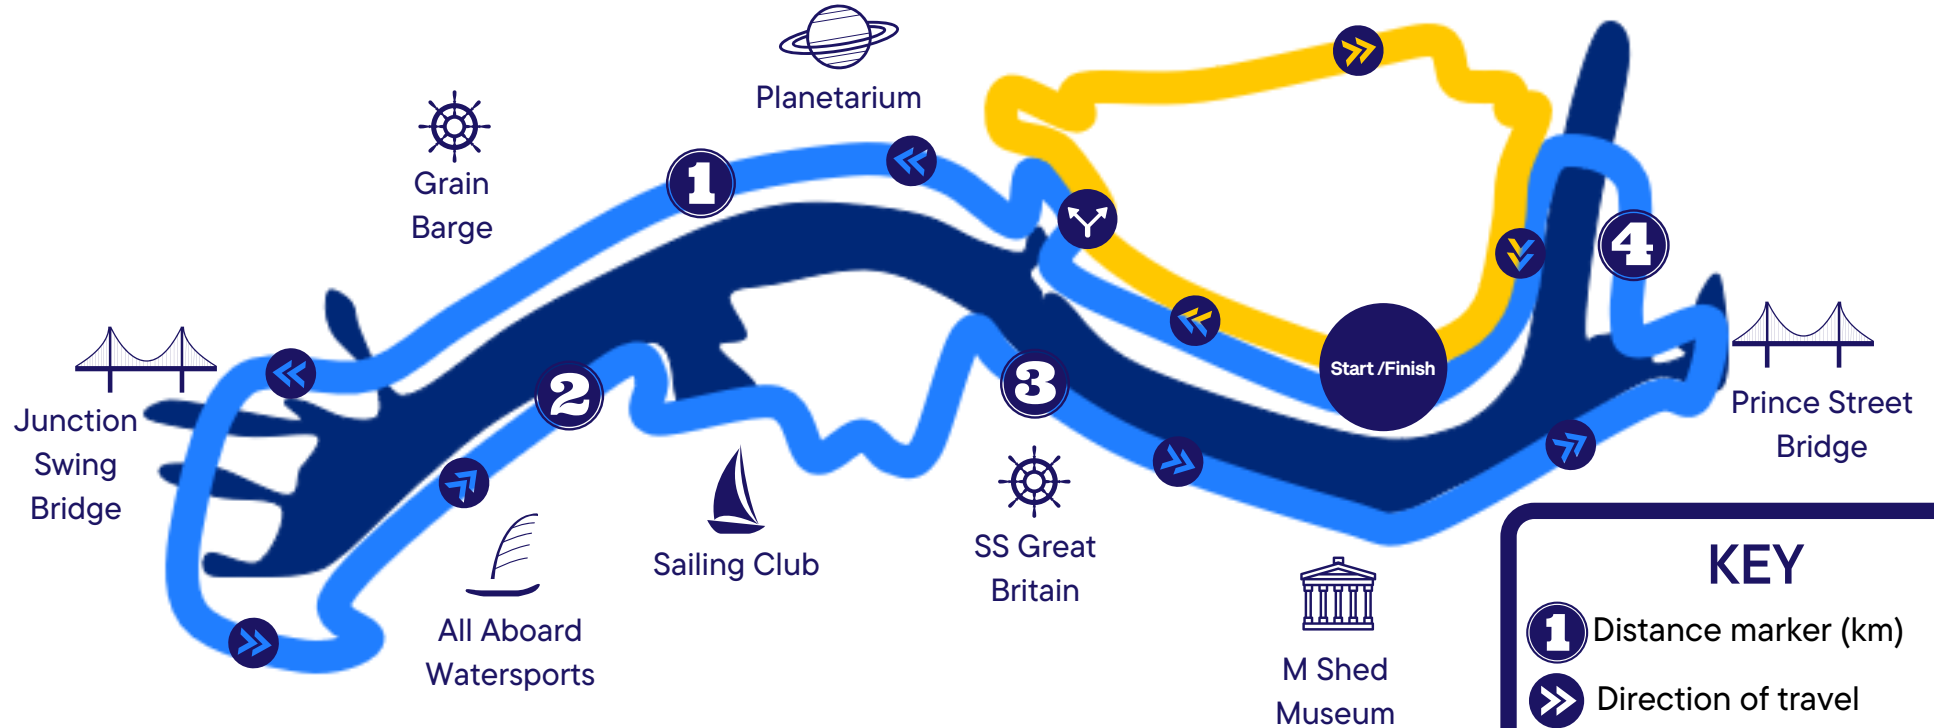 Planetarium
Grain
Barge
1
4
Junction
Swing
Bridge
2
3
Start /Finish
Prince Street
Bridge
Sailing Club
SS Great
Britain
All Aboard
Watersports
M Shed
Museum
KEY
1 Distance marker (km)
Direction of travel